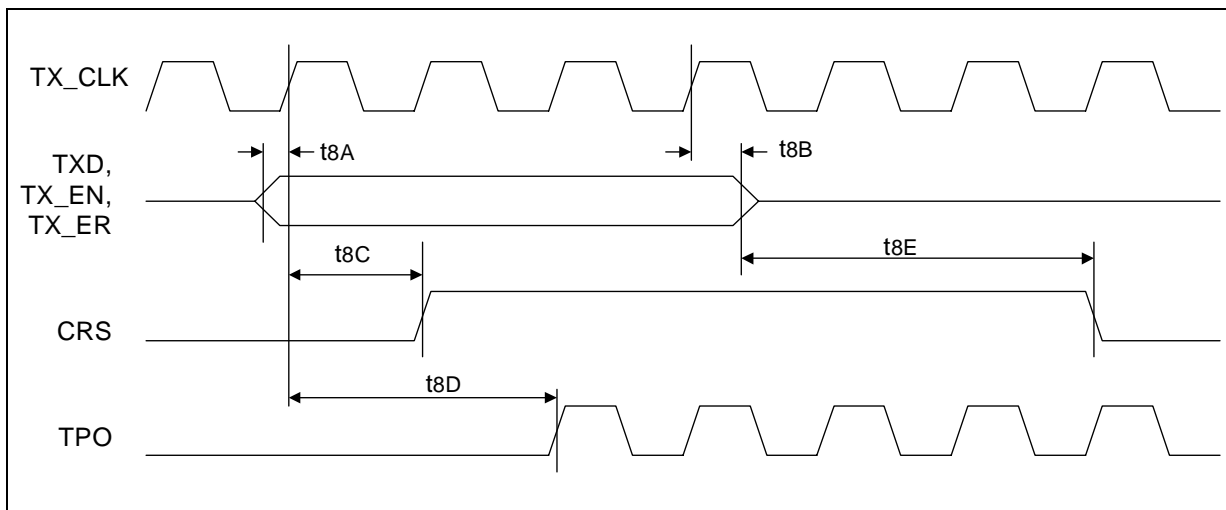 TX_CLK
t8A
t8B
TXD,
TX_EN,
TX_ER
t8C
t8E
CRS
t8D
TPO